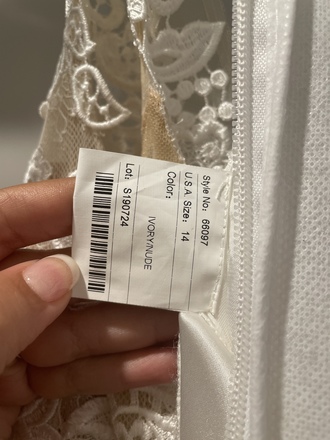 Style No: 66097
U.S.A. Size: 14
Color:
IVORY/NUDE
Lot: S190724